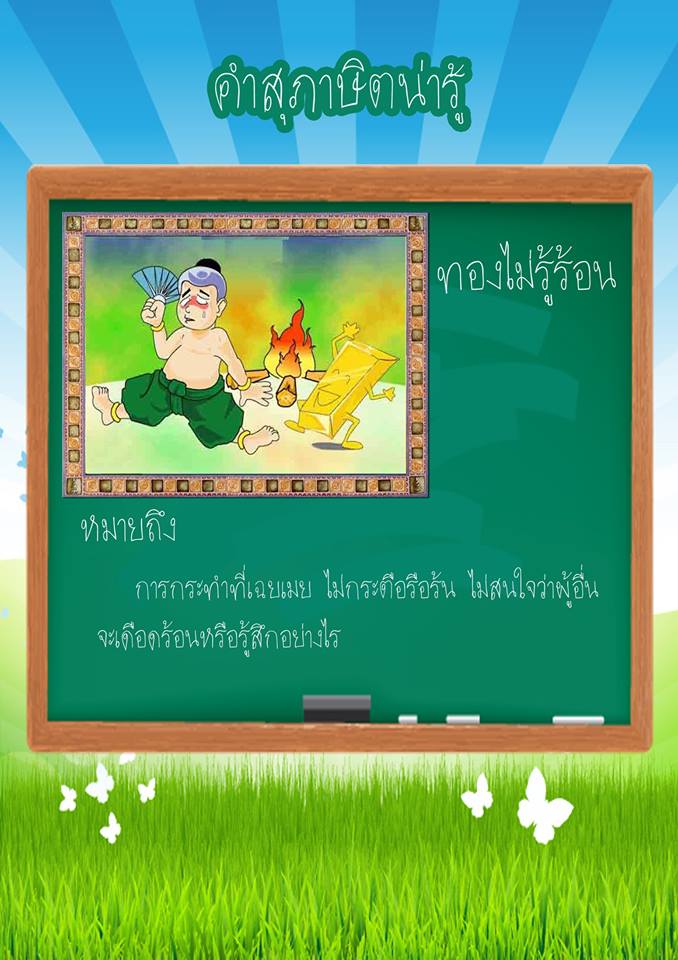 คำสุภาษิตน่ารู้
ทองไม่รู้ร้อน
หมายถึง
การกระทำที่เฉยเมย ไม่กระตือรือร้น ไม่สนใจว่าผู้อื่น
จะเดือดร้อนหรือรู้สึกอย่างไร